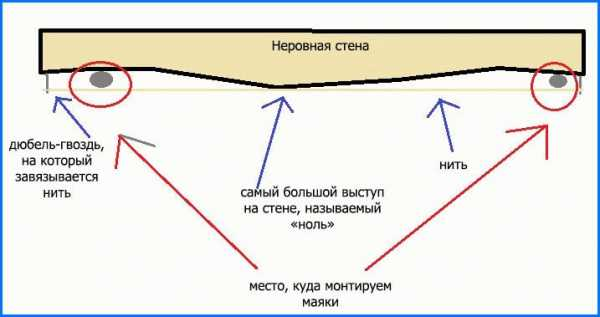 Неровная стена
дюбель-гвоздь,
на который
завязывается
нить
самый большой выступ
на стене, называемый
«ноль»
нить
место, куда монтируем
маяки